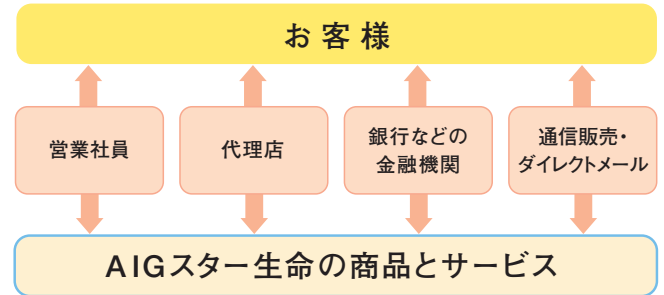 お客様
営業社員
代理店
銀行などの
金融機関
通信販売・
ダイレクトメール
AIGスター生命の商品とサービス